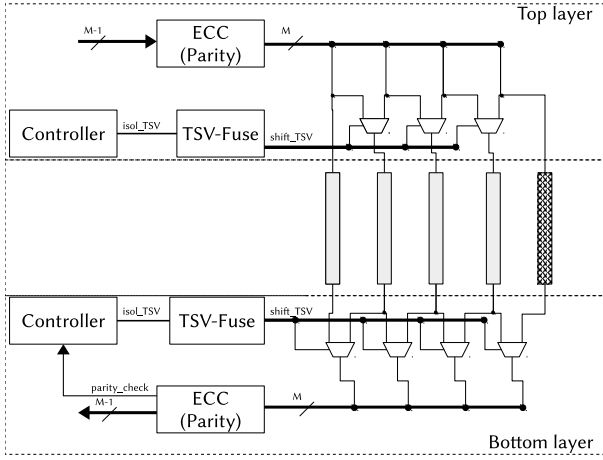 Top layer
M-1
ECC
(Parity)
M
Controller
isol_TSV
TSV-Fuse
shift_TSV
Controller
isol_TSV
TSV-Fuse
shift_TSV
parity_check
M-1
ECC
(Parity)
M
Bottom layer